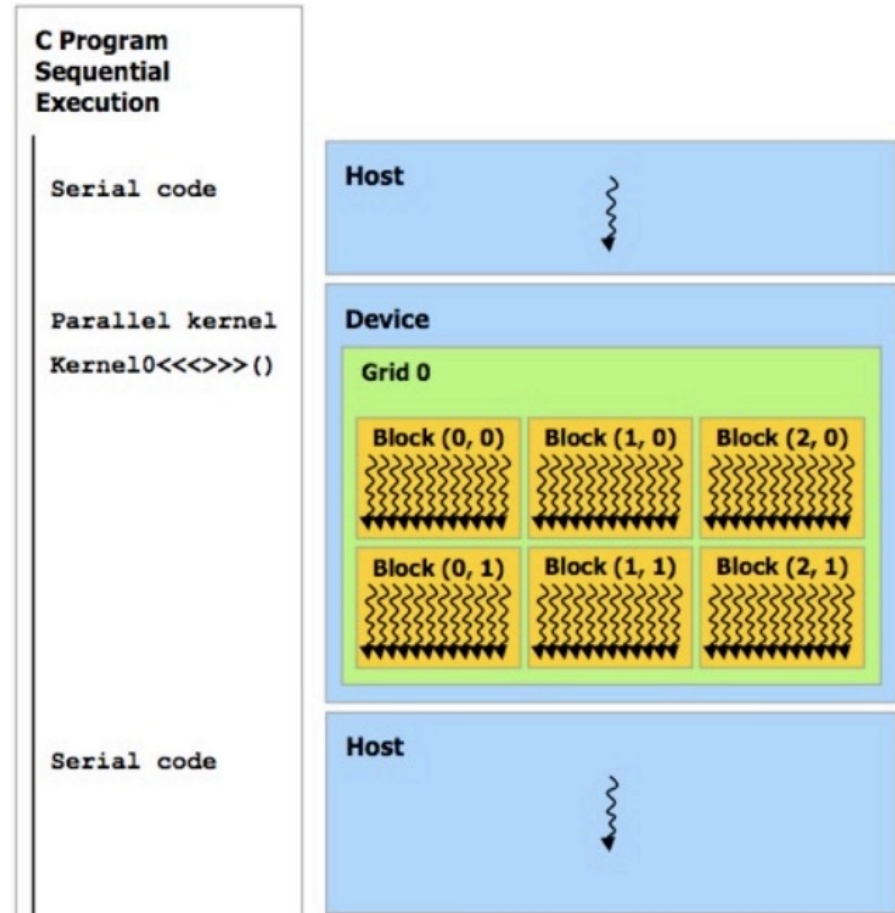 C Program
Sequential
Execution
Serial code
Host
Parallel kernel
Kernel0<<<>>>()
Device
Grid 0
Block (0, 0) Block (1, 0) Block (2, 0)
Block (0, 1) Block (1, 1) Block (2, 1)
Serial code
Host